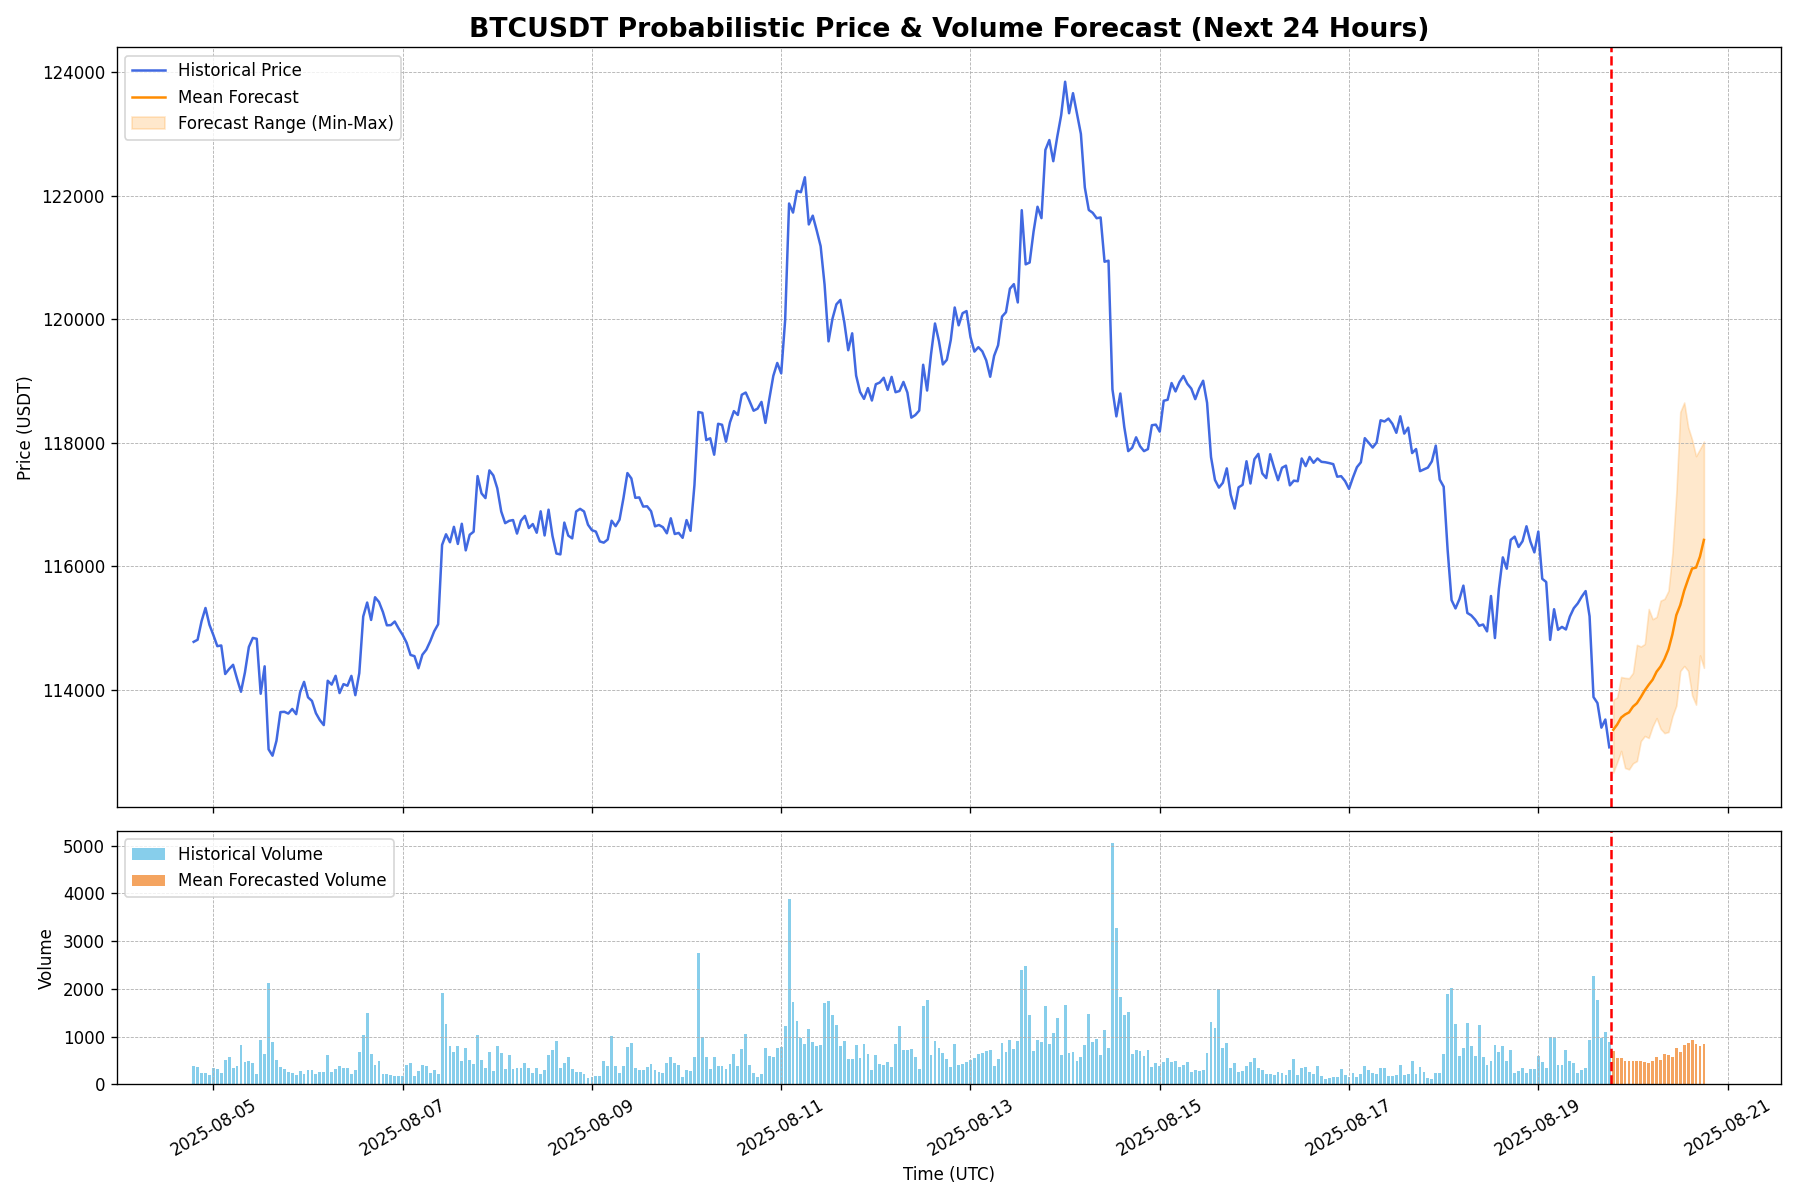 BTCUSDT Probabilistic Price & Volume Forecast (Next 24 Hours)
Historical Price
Mean Forecast
Forecast Range (Min-Max)
124000
122000
120000
118000
116000
114000
Price (USDT)
Historical Volume
Mean Forecasted Volume
5000
4000
3000
2000
1000
0
Volume
2025-08-05
2025-08-07
2025-08-09
2025-08-11
2025-08-13
2025-08-15
2025-08-17
2025-08-19
2025-08-21
Time (UTC)